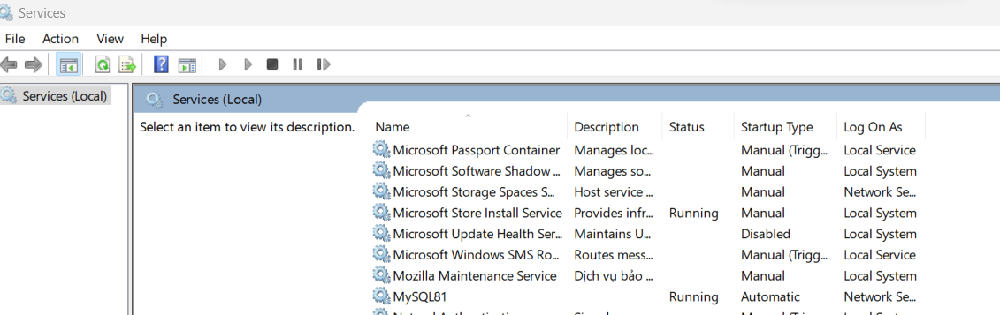 Services
File Action View Help
Services (Local)
Services (Local)
Select an item to view its description.
Name Description Status Startup Type Log On As
Microsoft Passport Container Manages loc... Manual (Trigg... Local Service
Microsoft Software Shadow ... Manages so... Manual Local System
Microsoft Storage Spaces S... Host service ... Manual Network Se...
Microsoft Store Install Service Provides infr... Running Manual Local System
Microsoft Update Health Ser... Maintains U... Disabled Local System
Microsoft Windows SMS Ro... Routes mess... Manual (Trigg... Local Service
Mozilla Maintenance Service Dịch vụ bảo ... Manual Local System
MySQL81 Running Automatic Network Se...